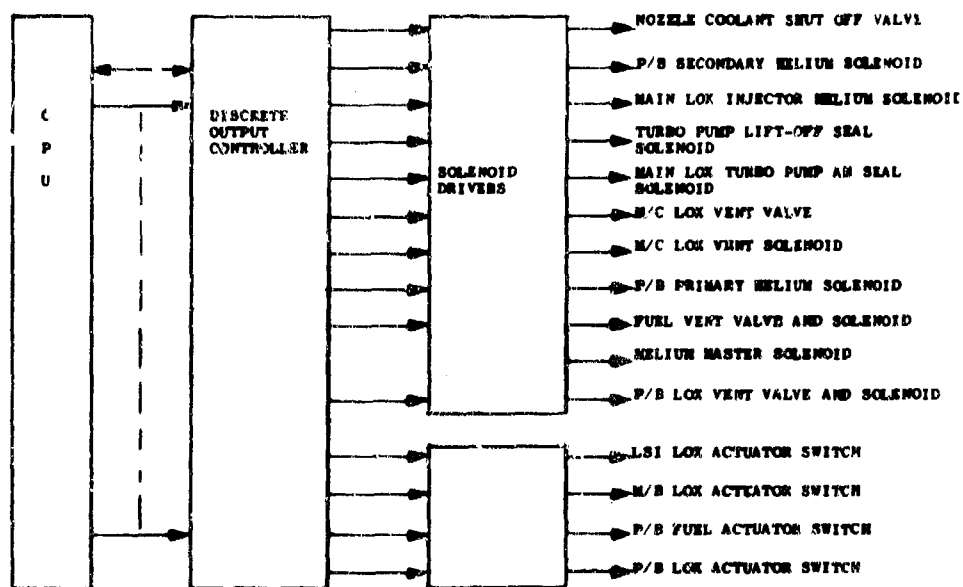 CPU
DISCRETE
OUTPUT
CONTROLLER
SOLENOID
DRIVERS
NOZZLE COOLANT SHUT OFF VALVE
P/B SECONDARY HELIUM SOLENOID
MAIN LOX INJECTOR HELIUM SOLENOID
TURBO PUMP LIFT-OFF SEAL
SOLENOID
MAIN LOX TURBO PUMP AM SEAL
SOLENOID
M/C LOX VENT VALVE
M/C LOX VENT SOLENOID
P/B PRIMARY HELIUM SOLENOID
FUEL VENT VALVE AND SOLENOID
HELIUM MASTER SOLENOID
P/B LOX VENT VALVE AND SOLENOID
LSI LOX ACTUATOR SWITCH
M/B LOX ACTUATOR SWITCH
P/B FUEL ACTUATOR SWITCH
P/B LOX ACTUATOR SWITCH